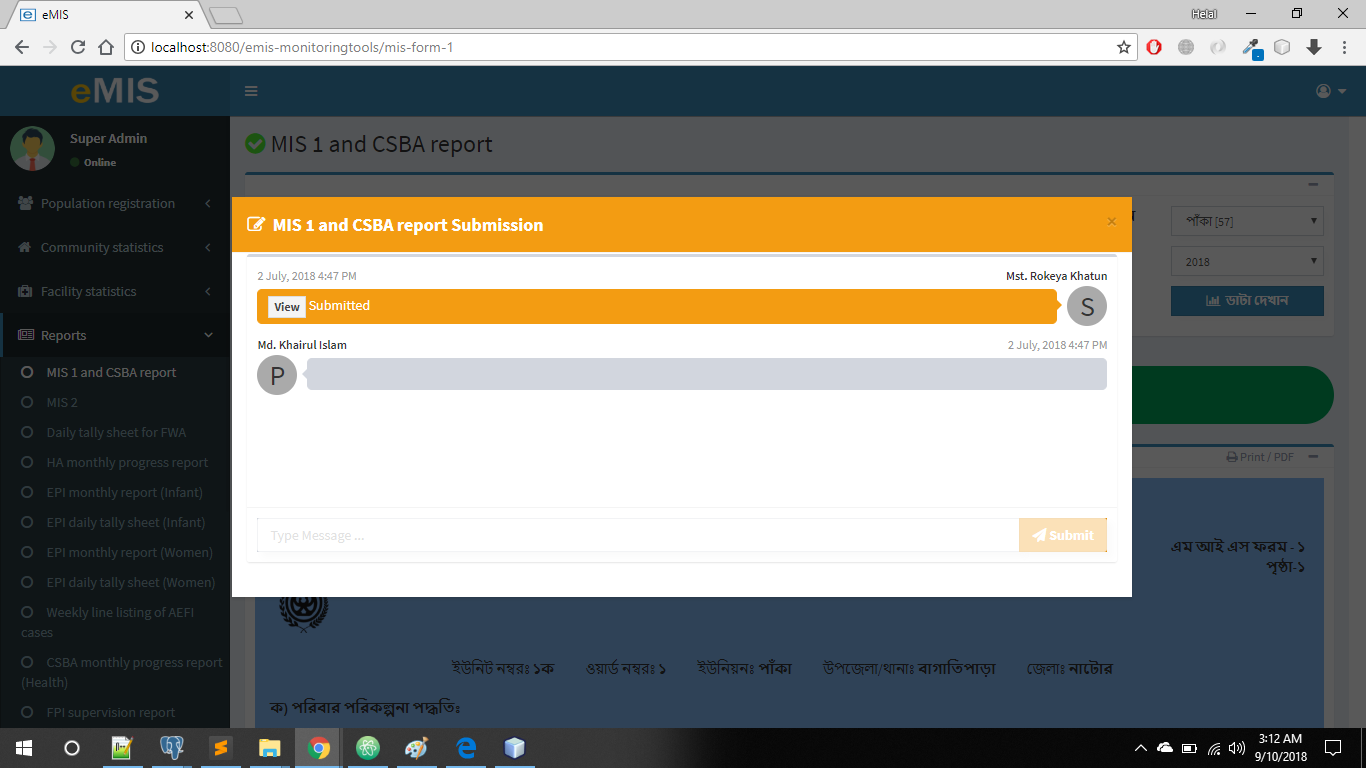 eMIS
Helal
localhost:8080/emis-monitoringtools/mis-form-1
eMIS
Super Admin
Online
MIS 1 and CSBA report
Population registration
Community statistics
Facility statistics
Reports
MIS 1 and CSBA report
MIS 2
Daily tally sheet for FWA
HA monthly progress report
EPI monthly report (Infant)
EPI daily tally sheet (Infant)
EPI monthly report (Women)
EPI daily tally sheet (Women)
Weekly line listing of AEFI
cases
CSBA monthly progress report
(Health)
FPI supervision report
পাঁকা [57]
2018
ডাটা দেখান
MIS 1 and CSBA report Submission
×
2 July, 2018 4:47 PM Mst. Rokeya Khatun
View Submitted S
Md. Khairul Islam 2 July, 2018 4:47 PM
P
Type Message ... Submit
Print / PDF
এম আই এস ফরম - ১
পৃষ্ঠা-১
ইউনিট নম্বরঃ ১ক ওয়ার্ড নম্বরঃ ১ ইউনিয়নঃ পাঁকা উপজেলা/থানাঃ বাগাতিপাড়া জেলাঃ নাটোর
ক) পরিবার পরিকল্পনা পদ্ধতিঃ
3:12 AM
9/10/2018